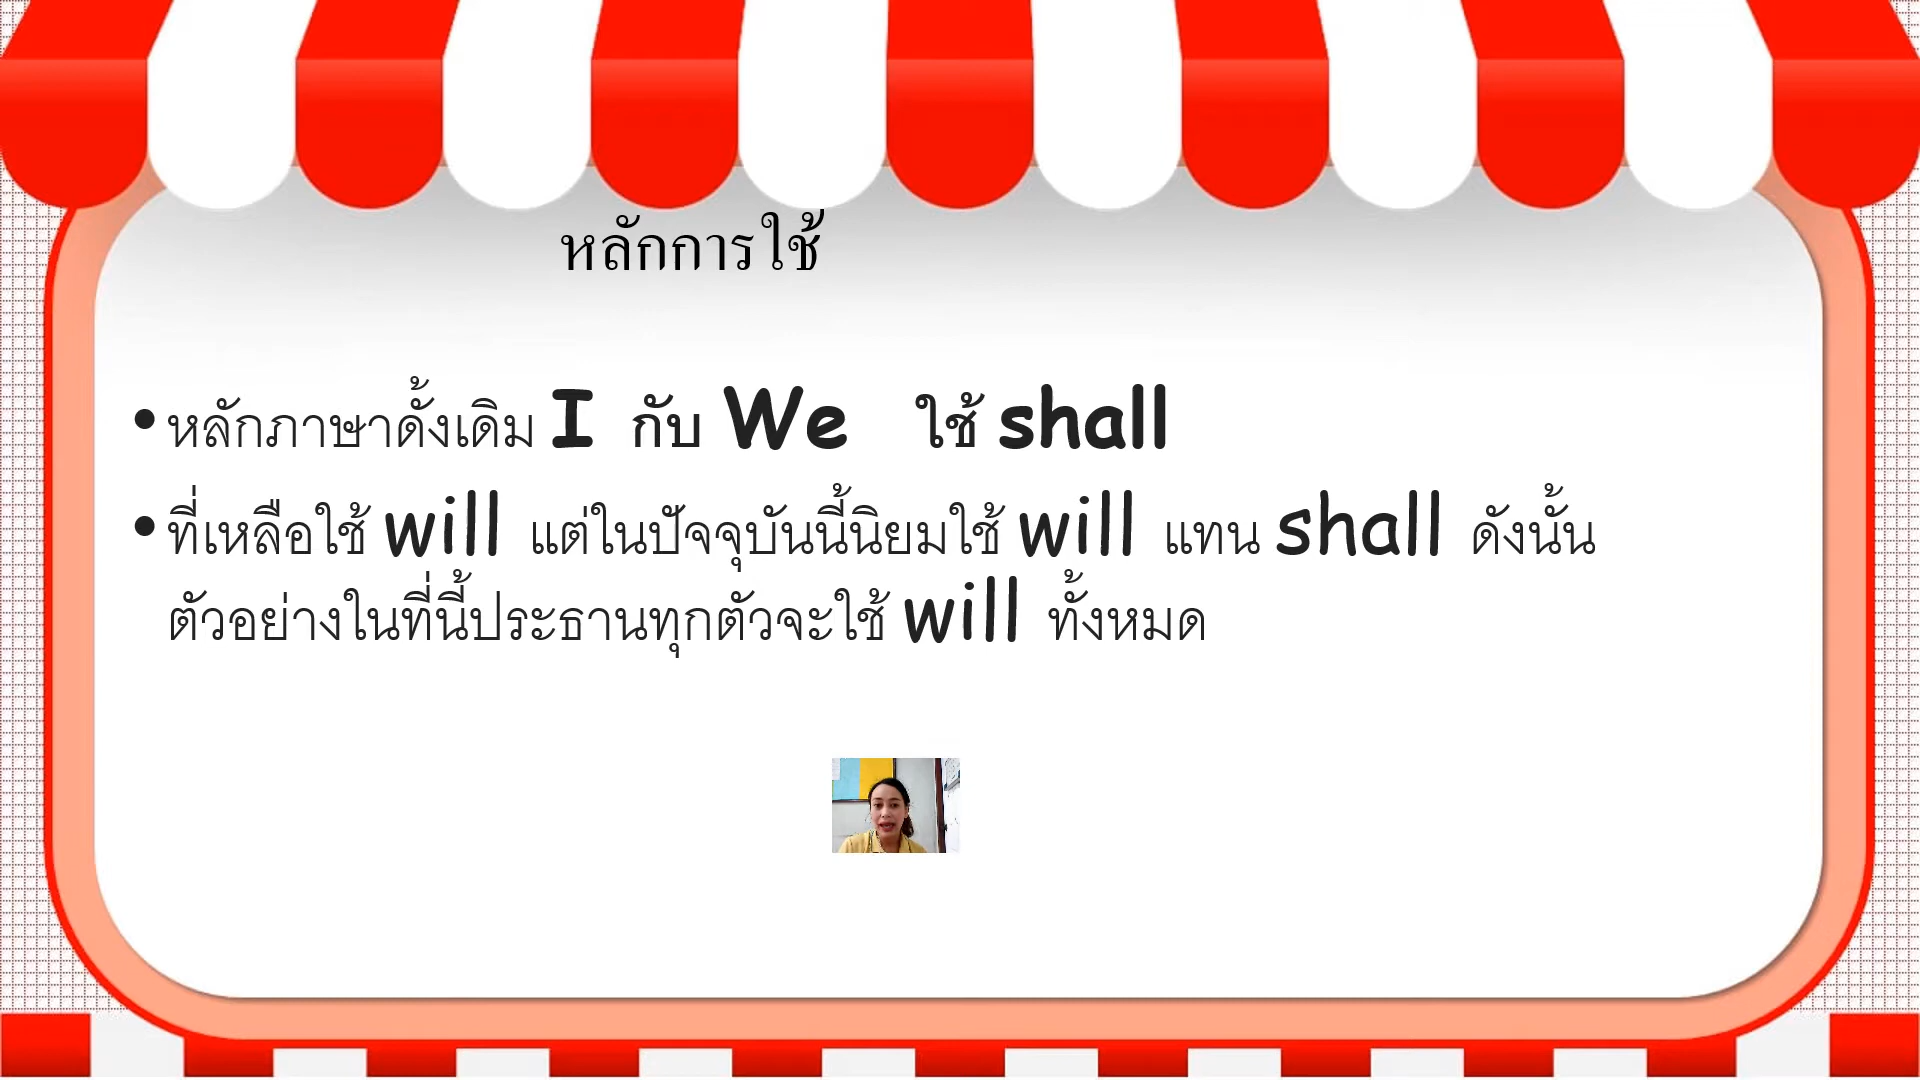 หลักการใช้
•หลักภาษาดั้งเดิม I กับ We ใช้ shall
•ที่เหลือใช้ will แต่ในปัจจุบันนี้นิยมใช้ will แทน shall ดังนั้น
ตัวอย่างในที่นี้ประธานทุกตัวจะใช้ will ทั้งหมด